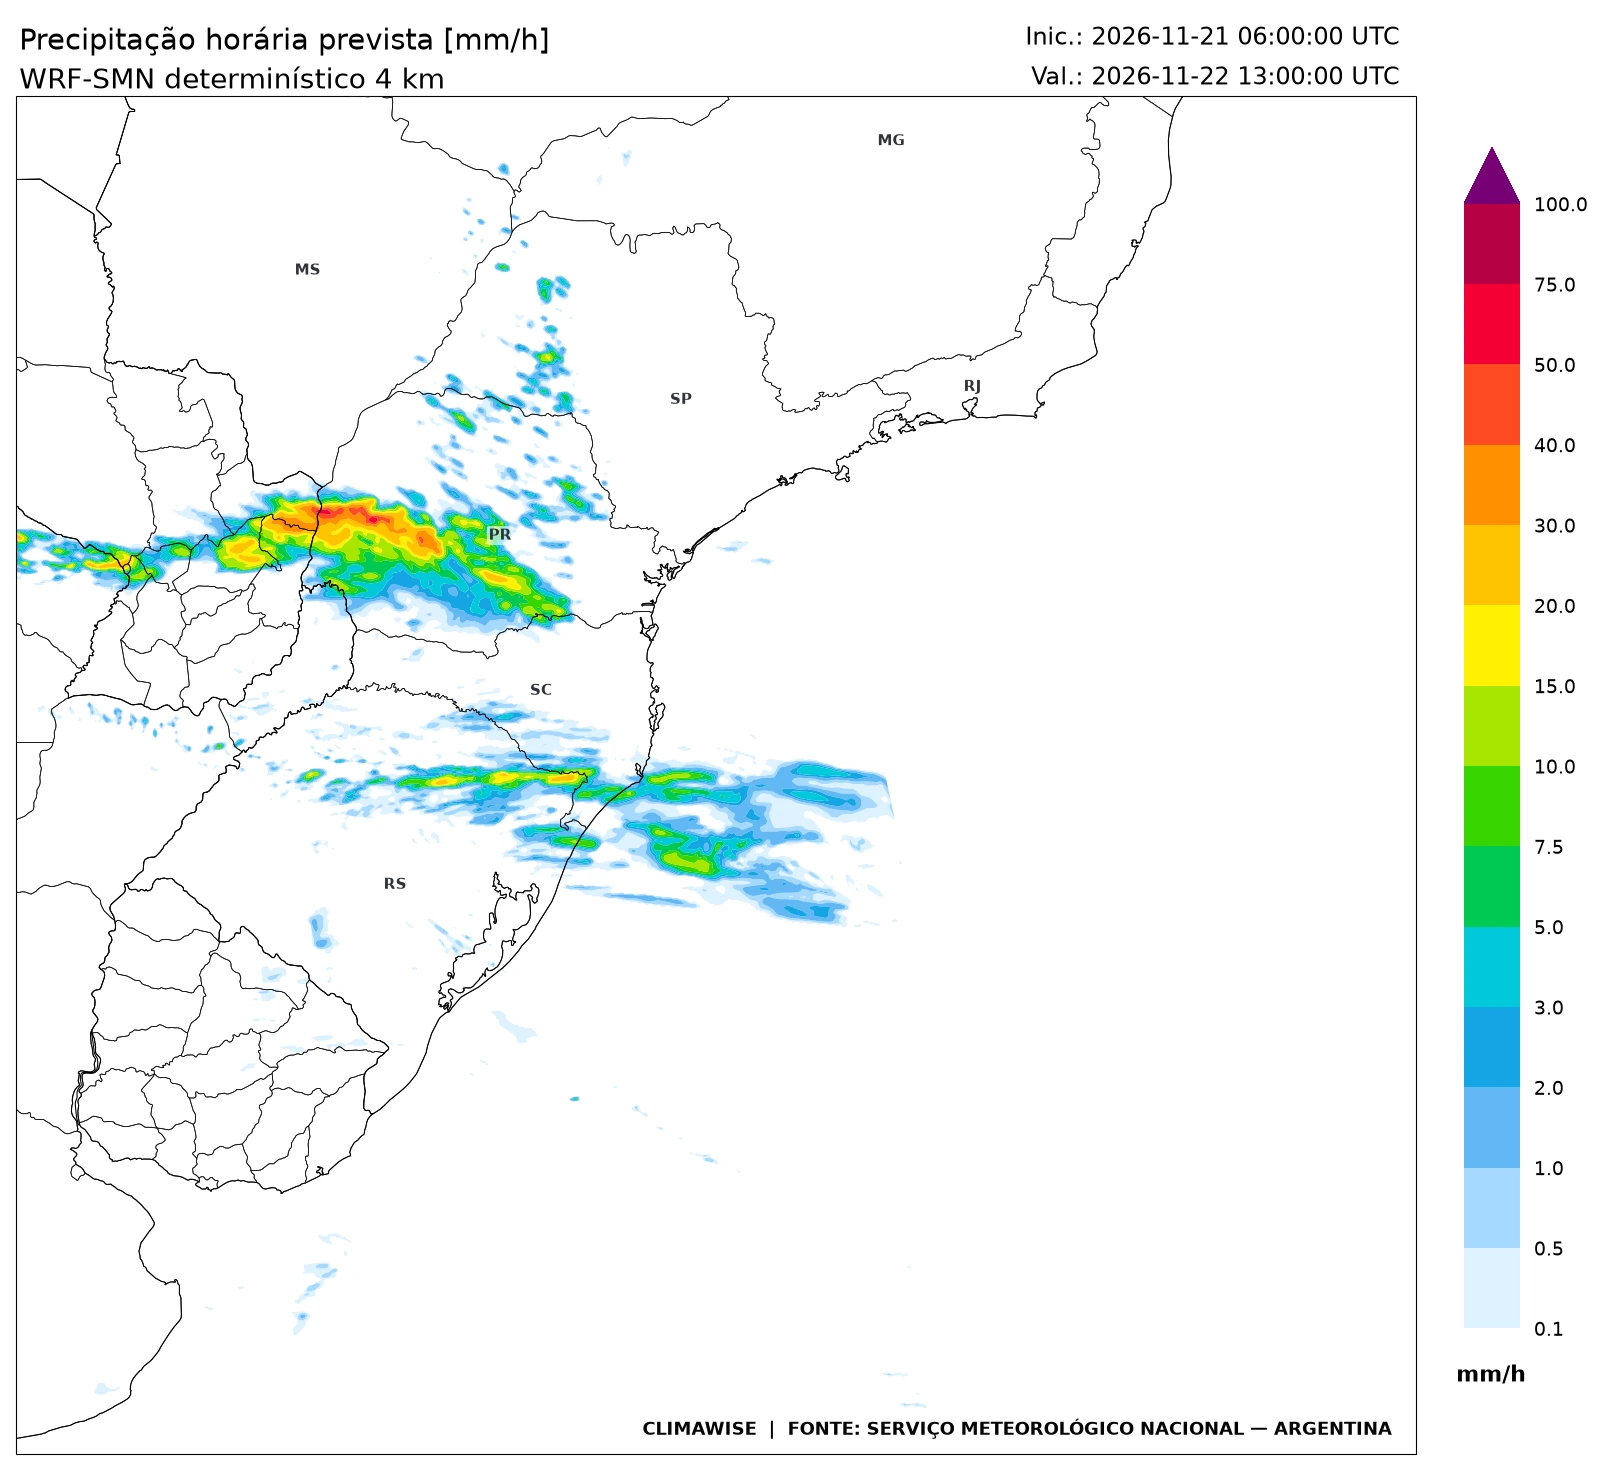 Precipitação horária prevista [mm/h]
WRF-SMN determinístico 4 km
Inic.: 2026-11-21 06:00:00 UTC
Val.: 2026-11-22 13:00:00 UTC
MG
MS
RJ
SP
PR
SC
RS
100.0
75.0
50.0
40.0
30.0
20.0
15.0
10.0
7.5
5.0
3.0
2.0
1.0
0.5
0.1
mm/h
CLIMAWISE | FONTE: SERVIÇO METEOROLÓGICO NACIONAL — ARGENTINA